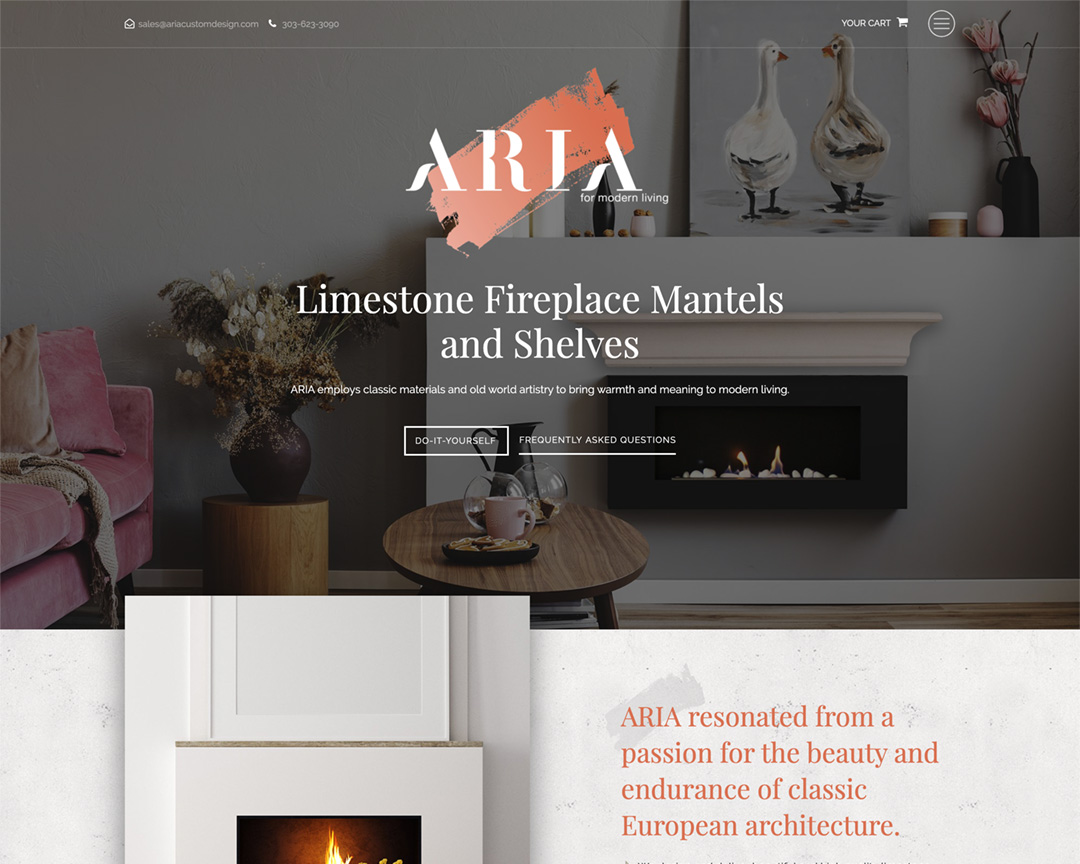 sales@ariacustomdesign.com 303-623-3090 YOUR CART
ARIA
for modern living
Limestone Fireplace Mantels
and Shelves
ARIA employs classic materials and old world artistry to bring warmth and meaning to modern living.
DO-IT-YOURSELF FREQUENTLY ASKED QUESTIONS
ARIA resonated from a
passion for the beauty and
endurance of classic
European architecture.